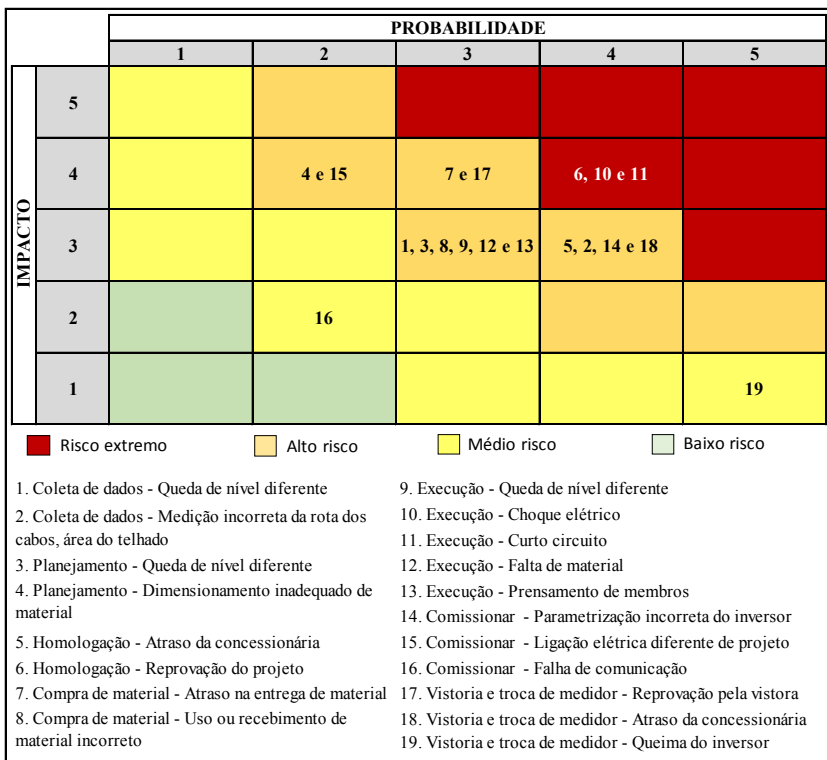 PROBABILIDADE
1 2 3 4 5
IMPACTO
5
4 4 e 15 7 e 17 6, 10 e 11
3 1, 3, 8, 9, 12 e 13 5, 2, 14 e 18
2 16
1 19
Risco extremo Alto risco Médio risco Baixo risco
1. Coleta de dados - Queda de nível diferente
2. Coleta de dados - Medição incorreta da rota dos
cabos, área do telhado
3. Planejamento - Queda de nível diferente
4. Planejamento - Dimensionamento inadequado de
material
5. Homologação - Atraso da concessionária
6. Homologação - Reprovação do projeto
7. Compra de material - Atraso na entrega de material
8. Compra de material - Uso ou recebimento de
material incorreto
9. Execução - Queda de nível diferente
10. Execução - Choque elétrico
11. Execução - Curto circuito
12. Execução - Falta de material
13. Execução - Prensamento de membros
14. Comissionar - Parametrização incorreta do inversor
15. Comissionar - Ligação elétrica diferente de projeto
16. Comissionar - Falha de comunicação
17. Vistoria e troca de medidor - Reprovação pela vistora
18. Vistoria e troca de medidor - Atraso da concessionária
19. Vistoria e troca de medidor - Queima do inversor